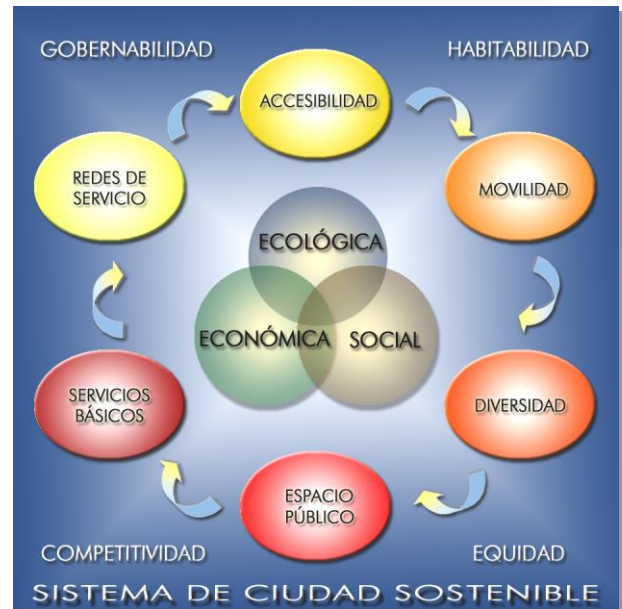 GOBERNABILIDAD
HABITABILIDAD
ACCESIBILIDAD
REDES DE
SERVICIO
MOVILIDAD
ECOLÓGICA
ECONÓMICA
SOCIAL
SERVICIOS
BÁSICOS
DIVERSIDAD
ESPACIO
PÚBLICO
COMPETITIVIDAD
EQUIDAD
SISTEMA DE CIUDAD SOSTENIBLE